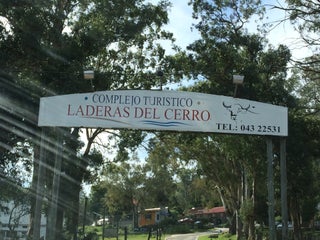 • COMPLEJO TURISTICO •
LADERAS DEL CERRO
TEL: 043 22531